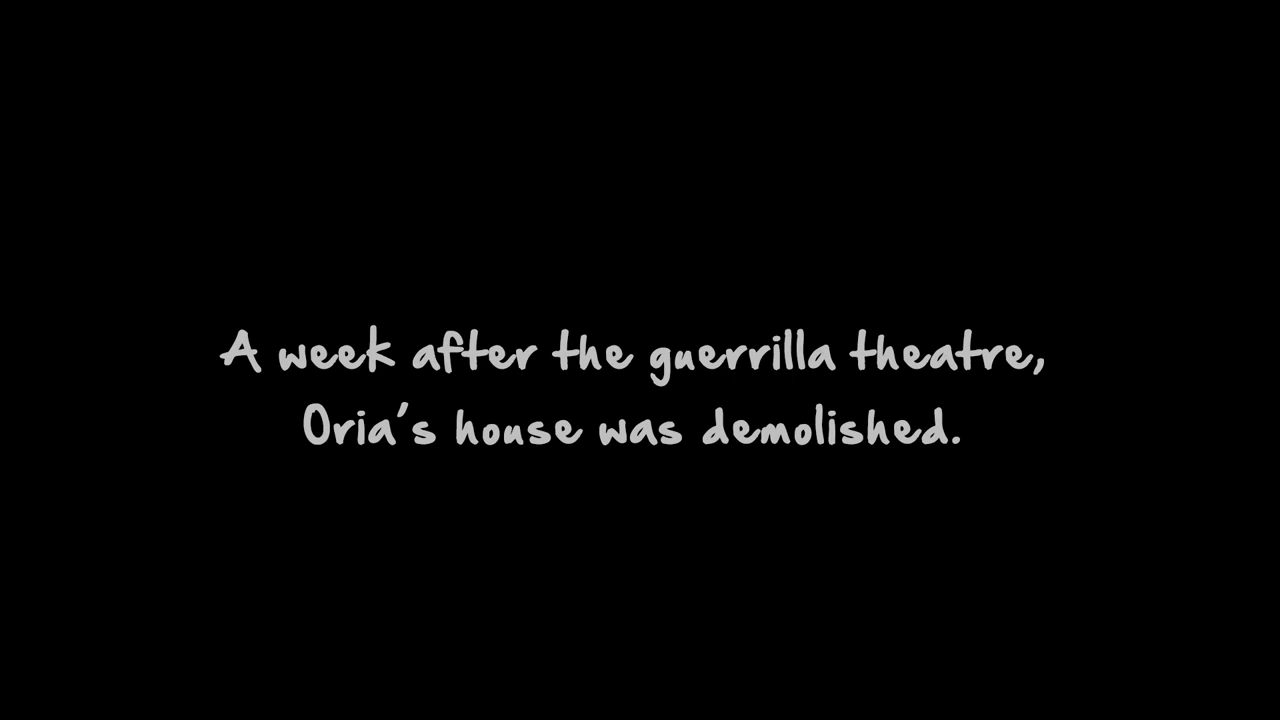 A week after the guerrilla theatre,
Oria's house was demolished.